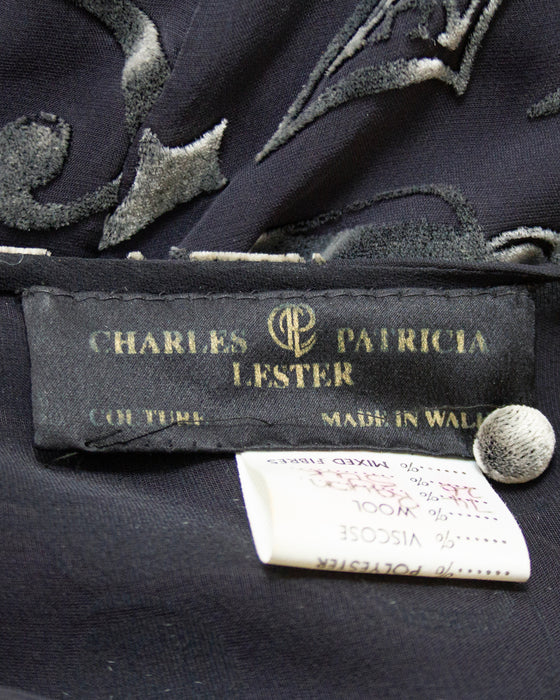 CHARLES PATRICIA
LESTER
COUTURE MADE IN WALES
% POLYESTER
% VISCOSE
% WOOL
% MIXED FIBRES